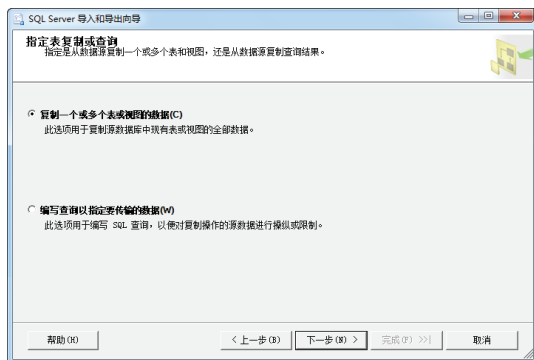 SQL Server 导入和导出向导
指定表复制或查询
指定是从数据源复制一个或多个表和视图，还是从数据源复制查询结果。
复制一个或多个表或视图的数据(C)
此选项用于复制源数据库中现有表或视图的全部数据。
编写查询以指定要传输的数据(W)
此选项用于编写 SQL 查询，以便对复制操作的源数据进行操纵或限制。
帮助(H)
<上一步(B)
下一步(N) >
完成(F) >>|
取消